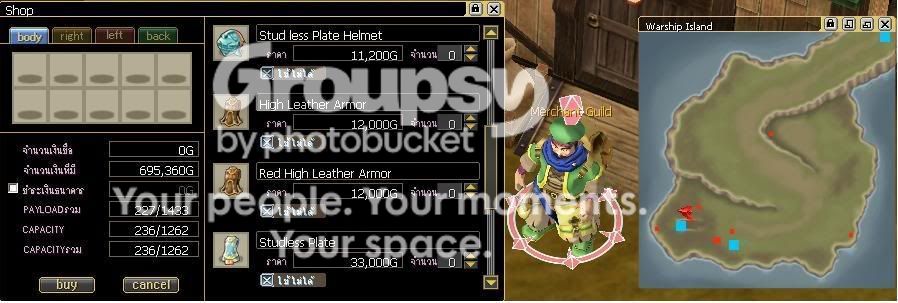 Shop
body right left back
จำนวนเงินซื้อ 0G
จำนวนเงินที่มี 695,360G
ชำระเงินธนาคาร 0G
PAYLOADรวม 227/1433
CAPACITY 236/1262
CAPACITYรวม 236/1262
buy cancel
Stud less Plate Helmet
ราคา 11,200G จำนวน 0
ใช้ไม่ได้
High Leather Armor
ราคา 12,000G จำนวน 0
ใช้ไม่ได้
Red High Leather Armor
ราคา 12,000G จำนวน 0
ใช้ไม่ได้
Studless Plate
ราคา 33,000G จำนวน 0
ใช้ไม่ได้
Merchant Guild
Warship Island
Groupsy
by photobucket
Your people. Your moments.
Your space.